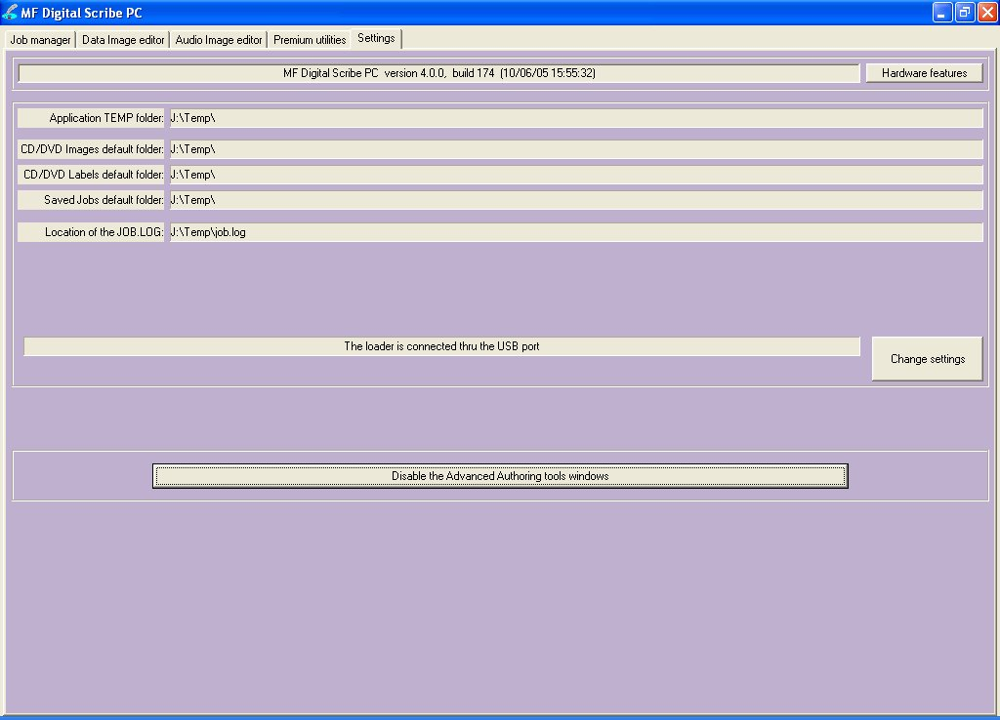 MF Digital Scribe PC
Job manager
Data Image editor
Audio Image editor
Premium utilities
Settings
MF Digital Scribe PC version 4.0.0, build 174 (10/06/05 15:55:32)
Hardware features
Application TEMP folder: J:\Temp\
CD/DVD Images default folder: J:\Temp\
CD/DVD Labels default folder: J:\Temp\
Saved Jobs default folder: J:\Temp\
Location of the JOB.LOG: J:\Temp\job.log
The loader is connected thru the USB port
Change settings
Disable the Advanced Authoring tools windows